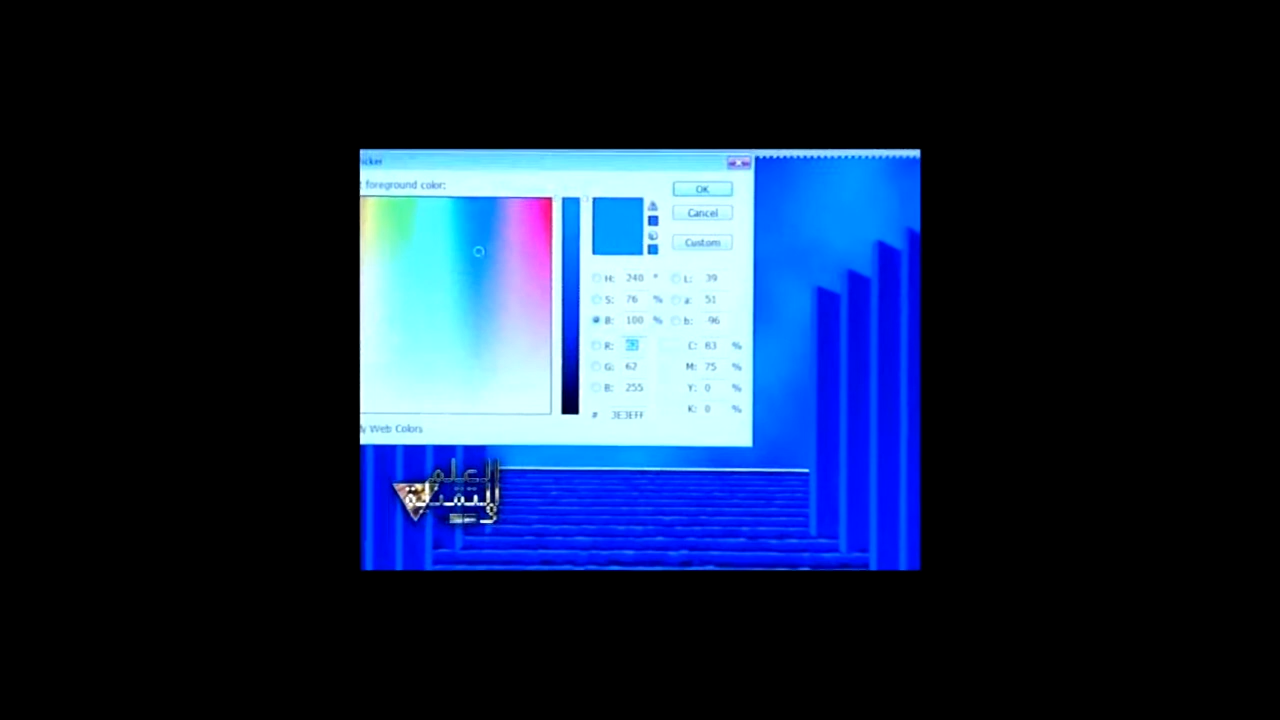 foreground color:
OK
Cancel
Custom
H: 240 °
L: 39
S: 76 %
a: 51
B: 100 %
b: -96
R:
C: 83 %
G: 62
M: 75 %
B: 255
Y: 0 %
# 3E3EFF
K: 0 %
Web Colors
العلم